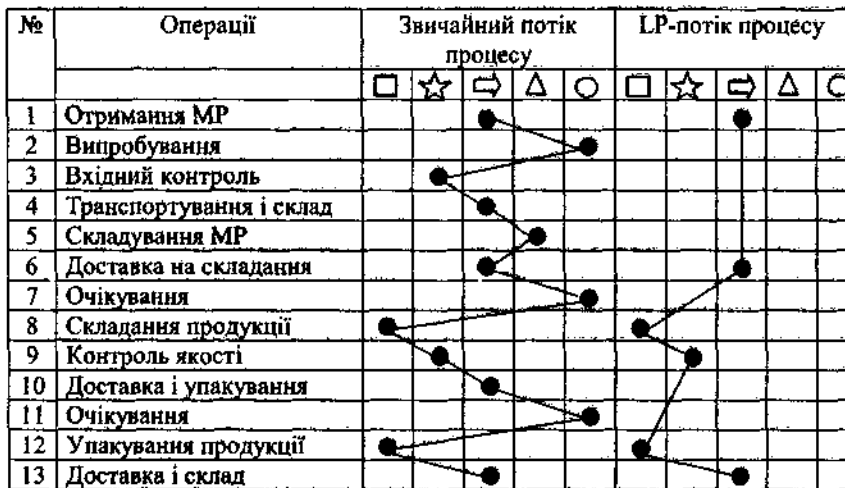 № Операції Звичайний потік процесу LP-потік процесу
1 Отримання МР
2 Випробування
3 Вхідний контроль
4 Транспортування і склад
5 Складування МР
6 Доставка на складання
7 Очікування
8 Складання продукції
9 Контроль якості
10 Доставка і упакування
11 Очікування
12 Упакування продукції
13 Доставка і склад